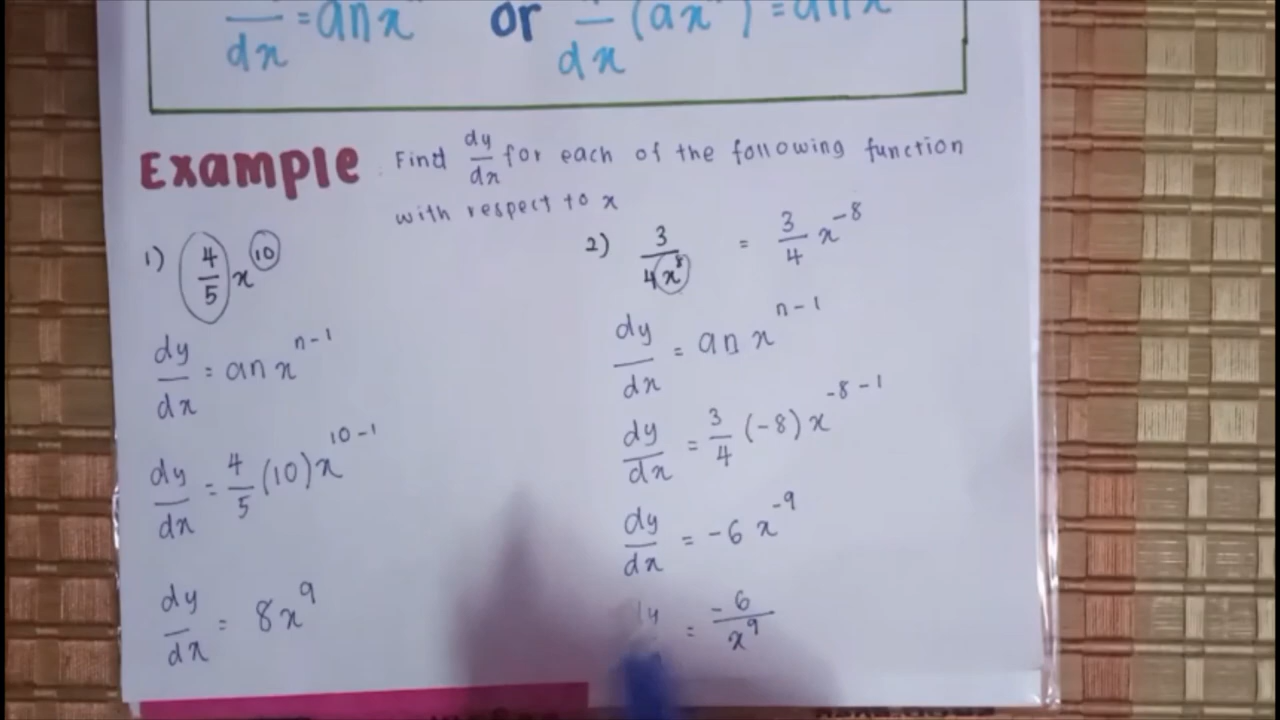 dy/dx = anx or d/dx (ax ) = anx
Example : Find dy/dx for each of the following function
with respect to x
1) 4/5 x^10
dy/dx = anx^n-1
dy/dx = 4/5 (10)x^10-1
dy/dx = 8x^9
2) 3/4x^8 = 3/4 x^-8
dy/dx = anx^n-1
dy/dx = 3/4 (-8)x^-8-1
dy/dx = -6x^-9
dy = -6/x^9